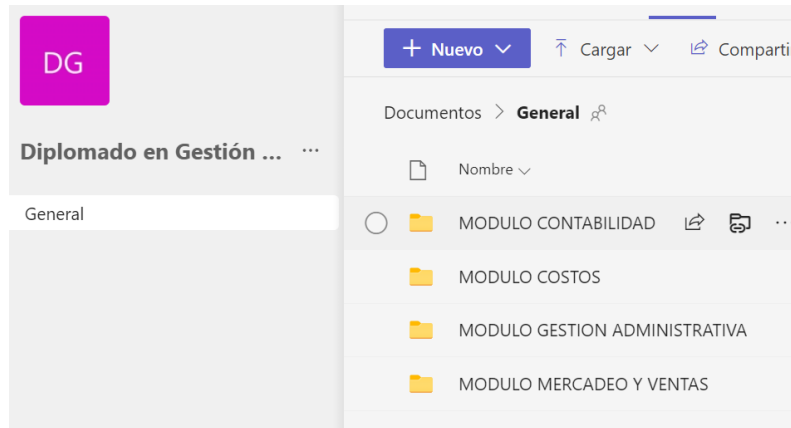 DG
Diplomado en Gestión ... ...
General
Nuevo Cargar
Documentos > General
Nombre
MODULO CONTABILIDAD
MODULO COSTOS
MODULO GESTION ADMINISTRATIVA
MODULO MERCADEO Y VENTAS